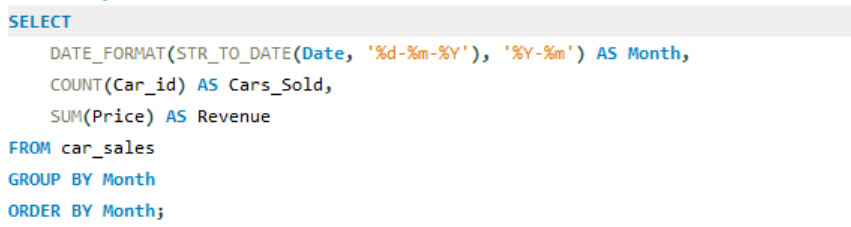 SELECT
    DATE_FORMAT(STR_TO_DATE(Date, '%d-%m-%Y'), '%Y-%m') AS Month,
    COUNT(Car_id) AS Cars_Sold,
    SUM(Price) AS Revenue
FROM car_sales
GROUP BY Month
ORDER BY Month;